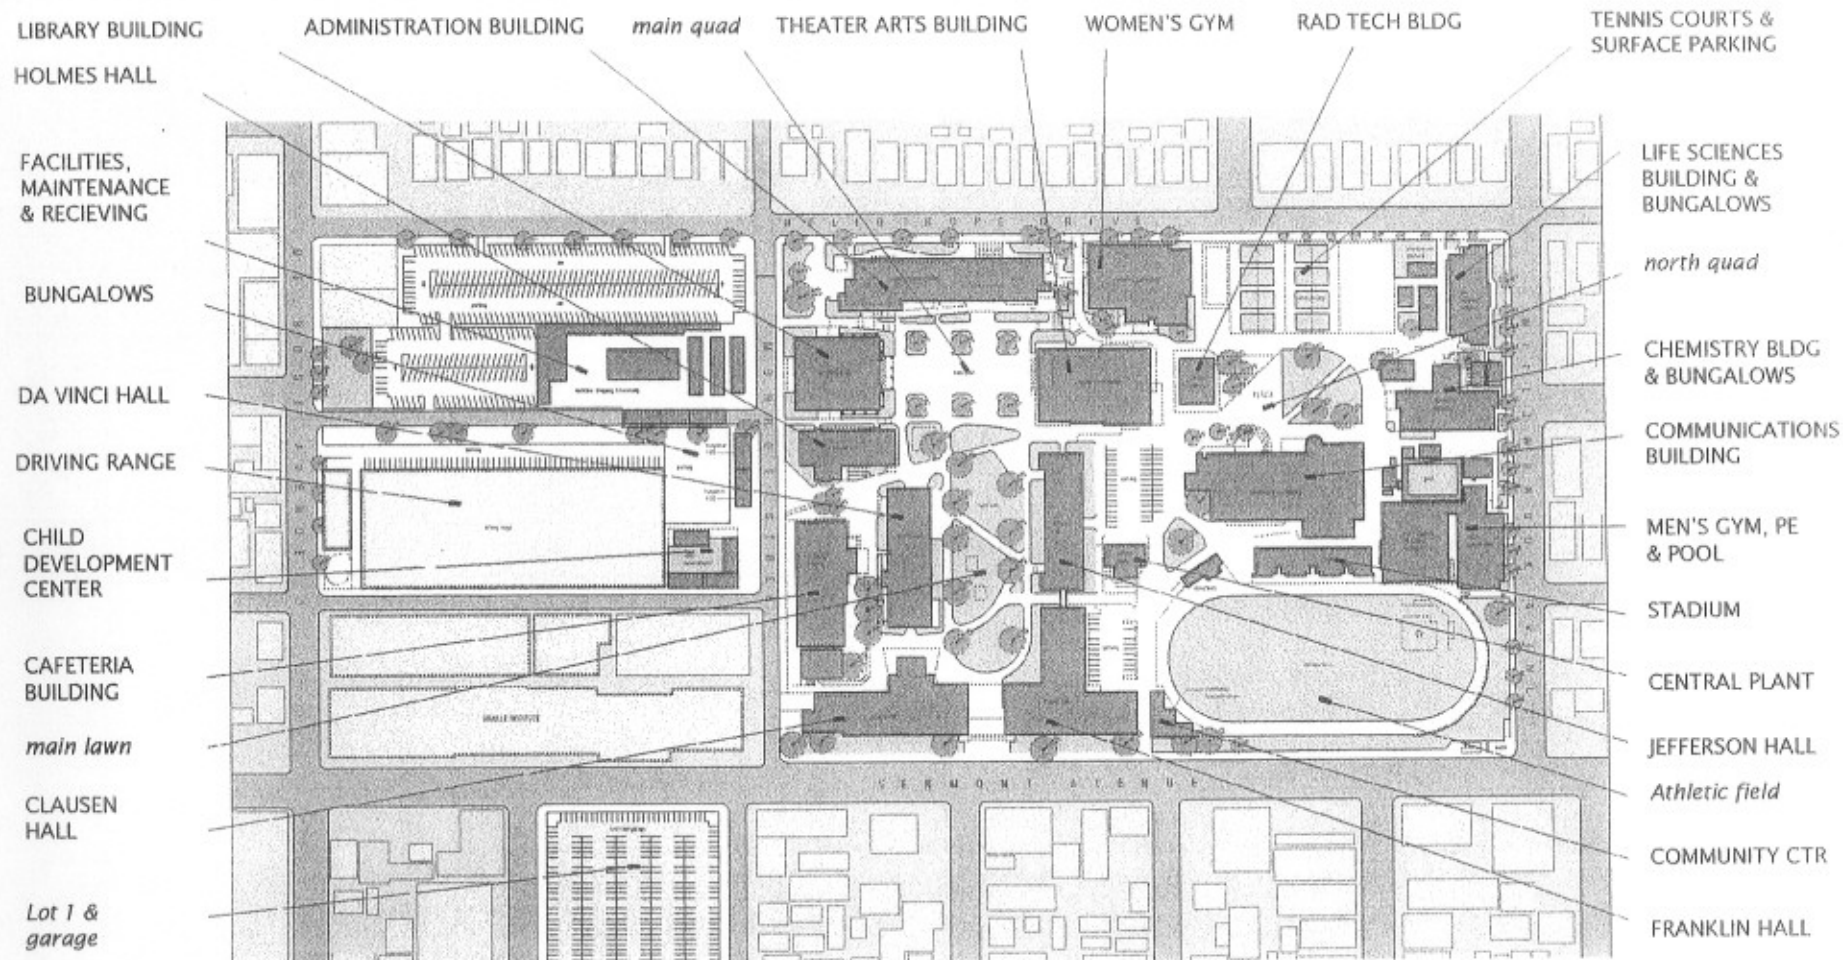 LIBRARY BUILDING
ADMINISTRATION BUILDING
main quad
THEATER ARTS BUILDING
WOMEN'S GYM
RAD TECH BLDG
TENNIS COURTS &
SURFACE PARKING
HOLMES HALL
FACILITIES,
MAINTENANCE
& RECIEVING
BUNGALOWS
DA VINCI HALL
DRIVING RANGE
CHILD
DEVELOPMENT
CENTER
CAFETERIA
BUILDING
main lawn
CLAUSEN
HALL
Lot 1 &
garage
LIFE SCIENCES
BUILDING &
BUNGALOWS
north quad
CHEMISTRY BLDG
& BUNGALOWS
COMMUNICATIONS
BUILDING
MEN'S GYM, PE
& POOL
STADIUM
CENTRAL PLANT
JEFFERSON HALL
Athletic field
COMMUNITY CTR
FRANKLIN HALL
HELIOTROPE DRIVE
VERMONT AVENUE